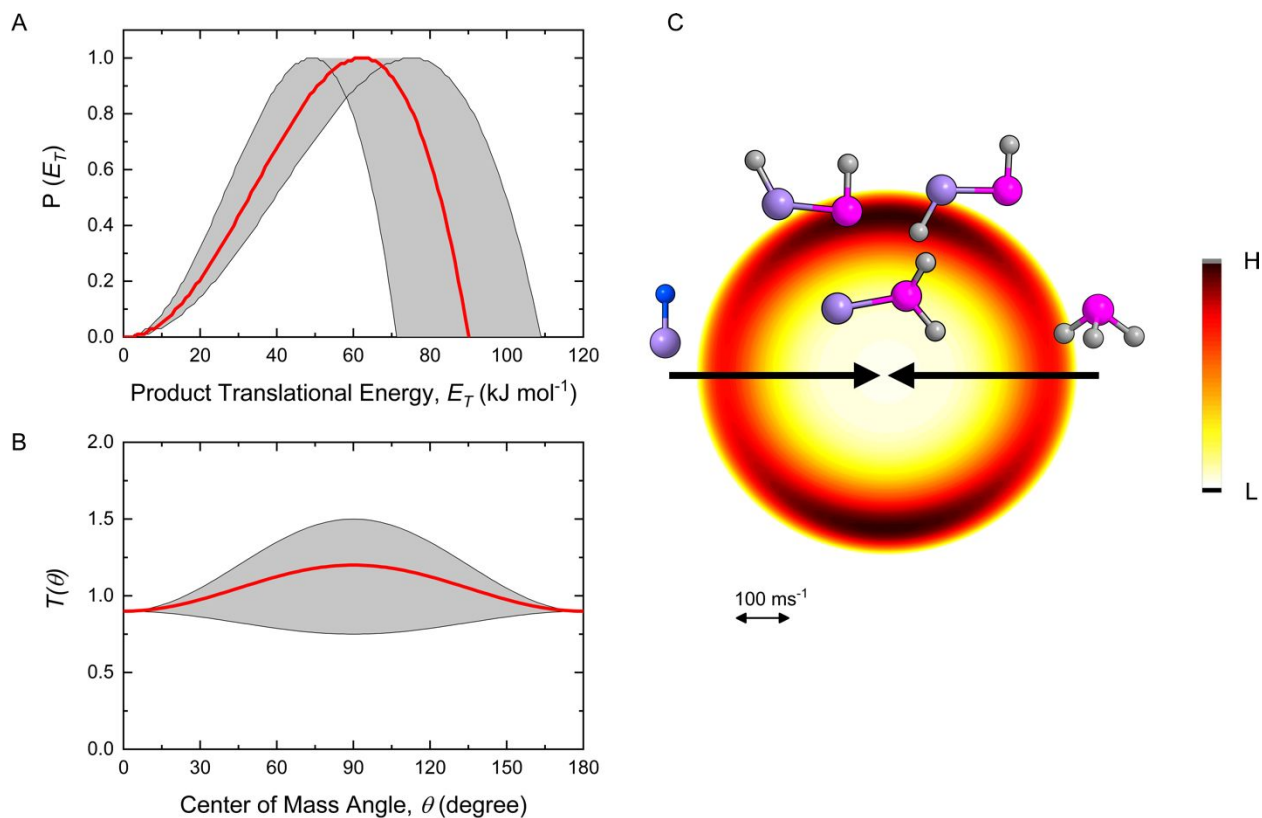 A
P (E_T)
1.0
0.8
0.6
0.4
0.2
0.0
0 20 40 60 80 100 120
Product Translational Energy, E_T (kJ mol⁻¹)
B
T(θ)
2.0
1.5
1.0
0.5
0.0
0 30 60 90 120 150 180
Center of Mass Angle, θ (degree)
C
H
L
100 ms⁻¹